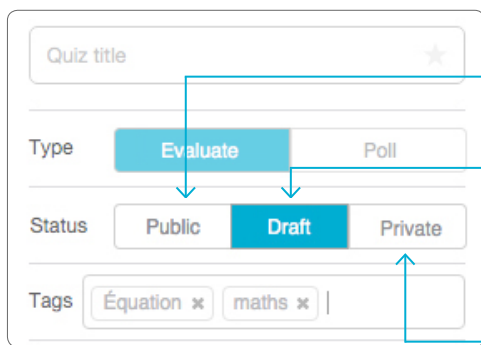 Quiz title
Type Evaluate Poll
Status Public Draft Private
Tags Équation × maths ×